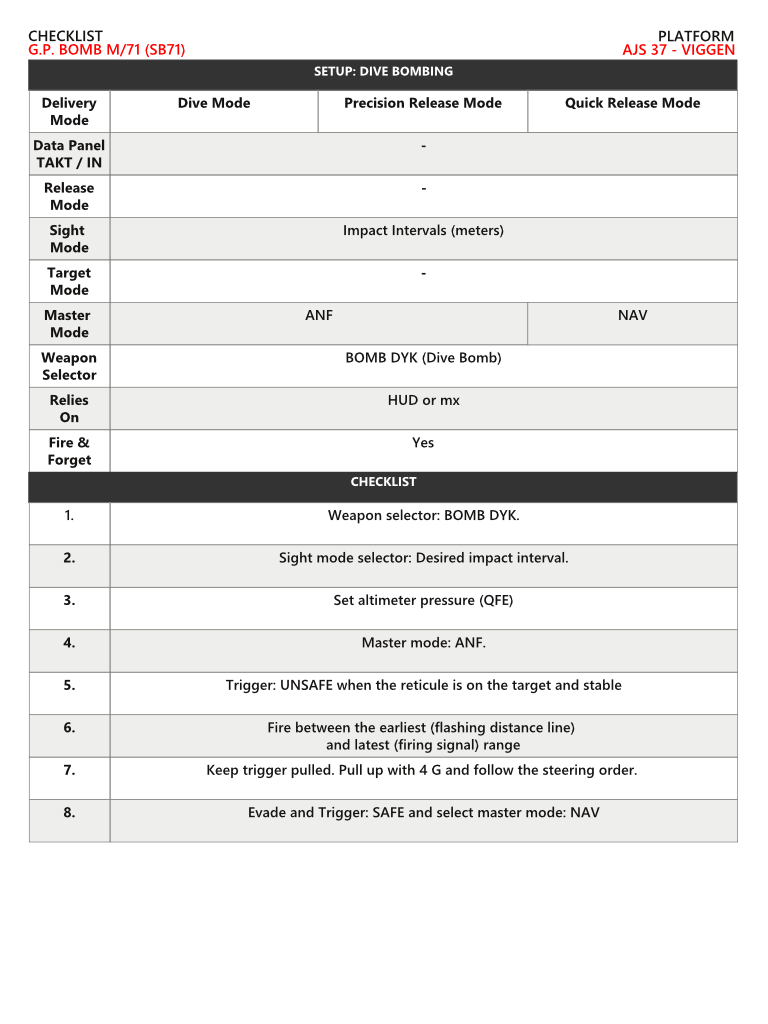 CHECKLIST
PLATFORM
G.P. BOMB M/71 (SB71)
AJS 37 - VIGGEN
SETUP: DIVE BOMBING
Delivery
Mode
Dive Mode
Precision Release Mode
Quick Release Mode
Data Panel
TAKT / IN
-
Release
Mode
-
Sight
Mode
Impact Intervals (meters)
Target
Mode
-
Master
Mode
ANF
NAV
Weapon
Selector
BOMB DYK (Dive Bomb)
Relies
On
HUD or mx
Fire &
Forget
Yes
CHECKLIST
1.
Weapon selector: BOMB DYK.
2.
Sight mode selector: Desired impact interval.
3.
Set altimeter pressure (QFE)
4.
Master mode: ANF.
5.
Trigger: UNSAFE when the reticule is on the target and stable
6.
Fire between the earliest (flashing distance line)
and latest (firing signal) range
7.
Keep trigger pulled. Pull up with 4 G and follow the steering order.
8.
Evade and Trigger: SAFE and select master mode: NAV